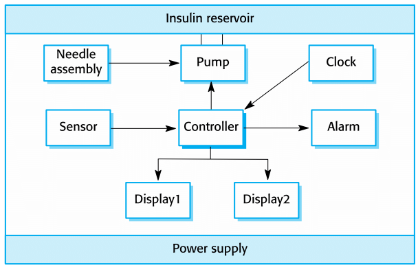 Insulin reservoir
Needle
assembly
Pump
Clock
Sensor
Controller
Alarm
Display1
Display2
Power supply